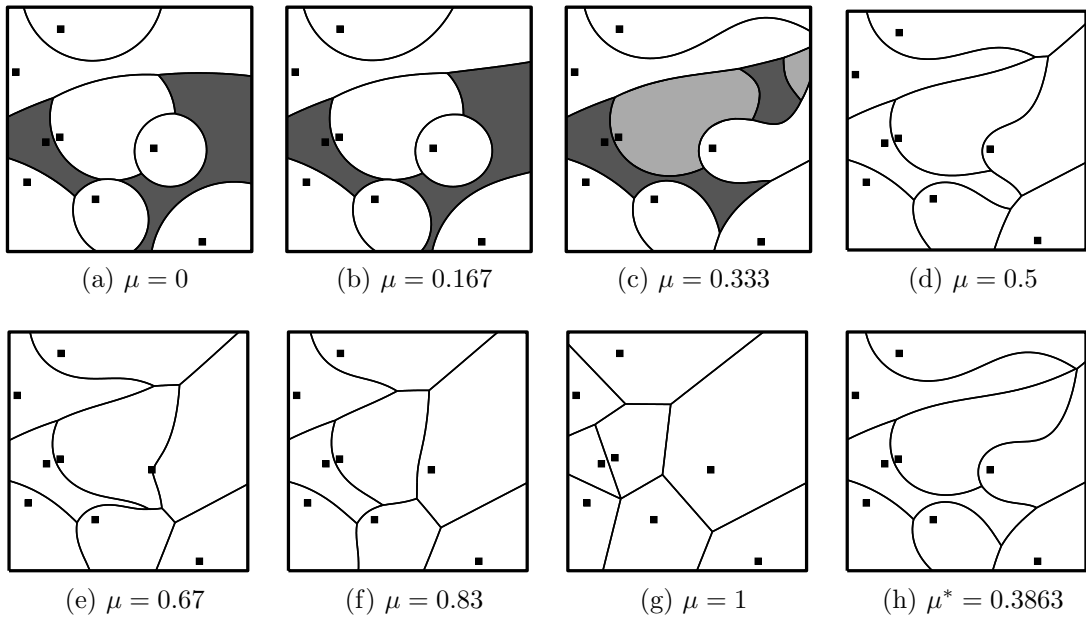 (a) μ = 0
(b) μ = 0.167
(c) μ = 0.333
(d) μ = 0.5
(e) μ = 0.67
(f) μ = 0.83
(g) μ = 1
(h) μ* = 0.3863